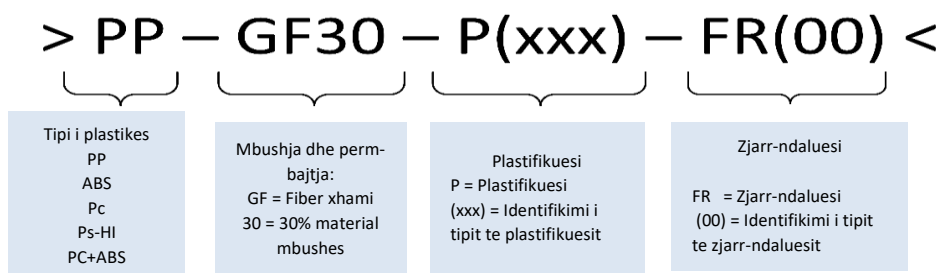 > PP – GF30 – P(xxx) – FR(00) <
Tipi i plastikes
PP
ABS
Pc
Ps-HI
PC+ABS
Mbushja dhe perm-
bajtja:
GF = Fiber xhami
30 = 30% material
mbushes
Plastifikuesi
P = Plastifikuesi
(xxx) = Identifikimi i
tipit te plastifikuesit
Zjarr-ndaluesi
FR = Zjarr-ndaluesi
(00) = Identifikimi i tipit
te zjarr-ndaluesit